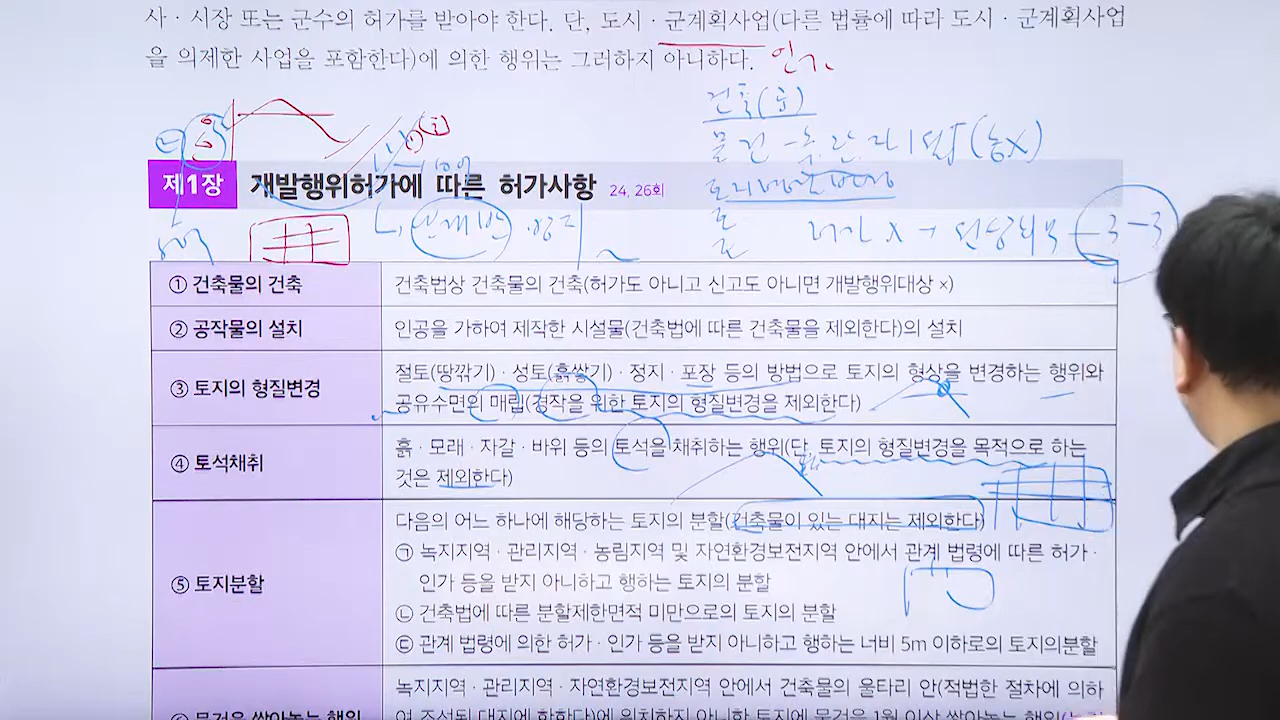 사 · 시장 또는 군수의 허가를 받아야 한다. 단, 도시 · 군계획사업(다른 법률에 따라 도시 · 군계획사업
을 의제한 사업을 포함한다)에 의한 행위는 그러하지 아니하다. 인가
건축(물)
제1장 개발행위허가에 따른 허가사항 24, 26회
① 건축물의 건축 건축법상 건축물의 건축(허가도 아니고 신고도 아니면 개발행위대상 ×)
② 공작물의 설치 인공을 가하여 제작한 시설물(건축법에 따른 건축물을 제외한다)의 설치
③ 토지의 형질변경 절토(땅깎기) · 성토(흙쌓기) · 정지 · 포장 등의 방법으로 토지의 형상을 변경하는 행위와
공유수면의 매립(경작을 위한 토지의 형질변경을 제외한다)
④ 토석채취 흙 · 모래 · 자갈 · 바위 등의 토석을 채취하는 행위(단, 토지의 형질변경을 목적으로 하는
것은 제외한다)
⑤ 토지분할 다음의 어느 하나에 해당하는 토지의 분할(건축물이 있는 대지는 제외한다)
㉠ 녹지지역 · 관리지역 · 농림지역 및 자연환경보전지역 안에서 관계 법령에 따른 허가 ·
인가 등을 받지 아니하고 행하는 토지의 분할
㉡ 건축법에 따른 분할제한면적 미만으로의 토지의 분할
㉢ 관계 법령에 의한 허가 · 인가 등을 받지 아니하고 행하는 너비 5m 이하로의 토지의분할
녹지지역 · 관리지역 · 자연환경보전지역 안에서 건축물의 울타리 안(적법한 절차에 의하
⑥ 물건을 쌓아놓는 행위 여 조성된 대지에 한한다)에 위치하지 아니한 토지에 물건을 1월 이상 쌓아놓는 행위